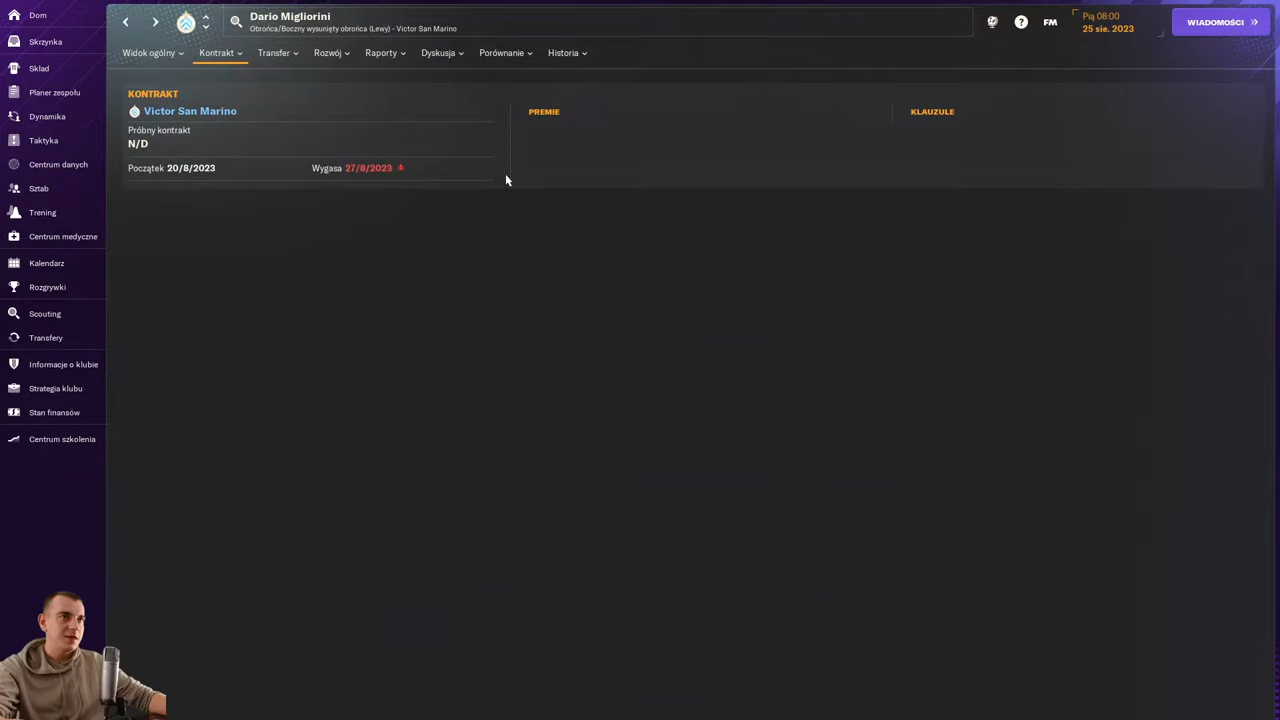 Dom
Skrzynka
Skład
Planer zespołu
Dynamika
Taktyka
Centrum danych
Sztab
Trening
Centrum medyczne
Kalendarz
Rozgrywki
Scouting
Transfery
Informacje o klubie
Strategia klubu
Stan finansów
Centrum szkolenia
Dario Migliorini
Obrońca/Boczny wysunięty obrońca (Lewy) - Victor San Marino
FM
Pią 08:00
25 sie. 2023
WIADOMOŚCI
Widok ogólny
Kontrakt
Transfer
Rozwój
Raporty
Dyskusja
Porównanie
Historia
KONTRAKT
Victor San Marino
Próbny kontrakt
N/D
Początek 20/8/2023
Wygasa 27/8/2023
PREMIE
KLAUZULE